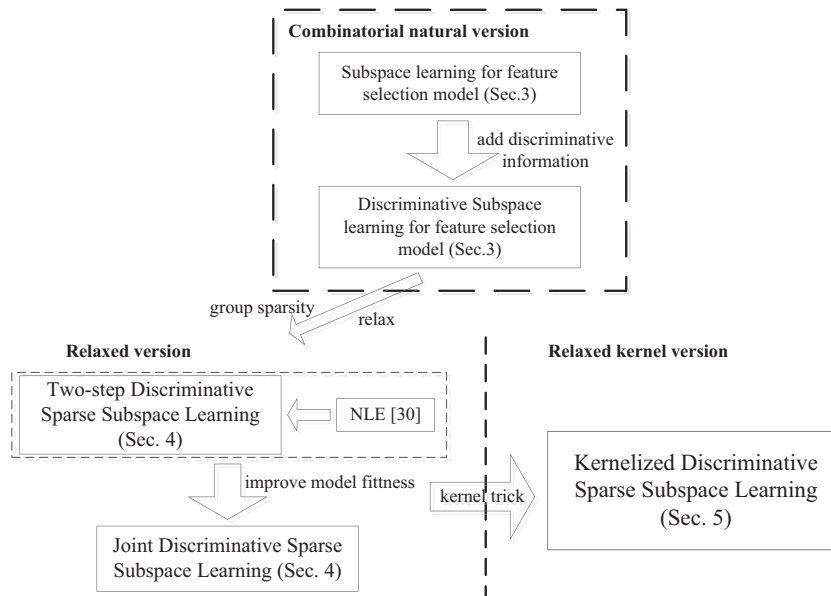 Combinatorial natural version
Subspace learning for feature
selection model (Sec.3)
add discriminative
information
Discriminative Subspace
learning for feature selection
model (Sec.3)
group sparsity
relax
Relaxed version
Relaxed kernel version
Two-step Discriminative
Sparse Subspace Learning
(Sec. 4)
NLE [30]
improve model fittness
kernel trick
Kernelized Discriminative
Sparse Subspace Learning
(Sec. 5)
Joint Discriminative Sparse
Subspace Learning (Sec. 4)